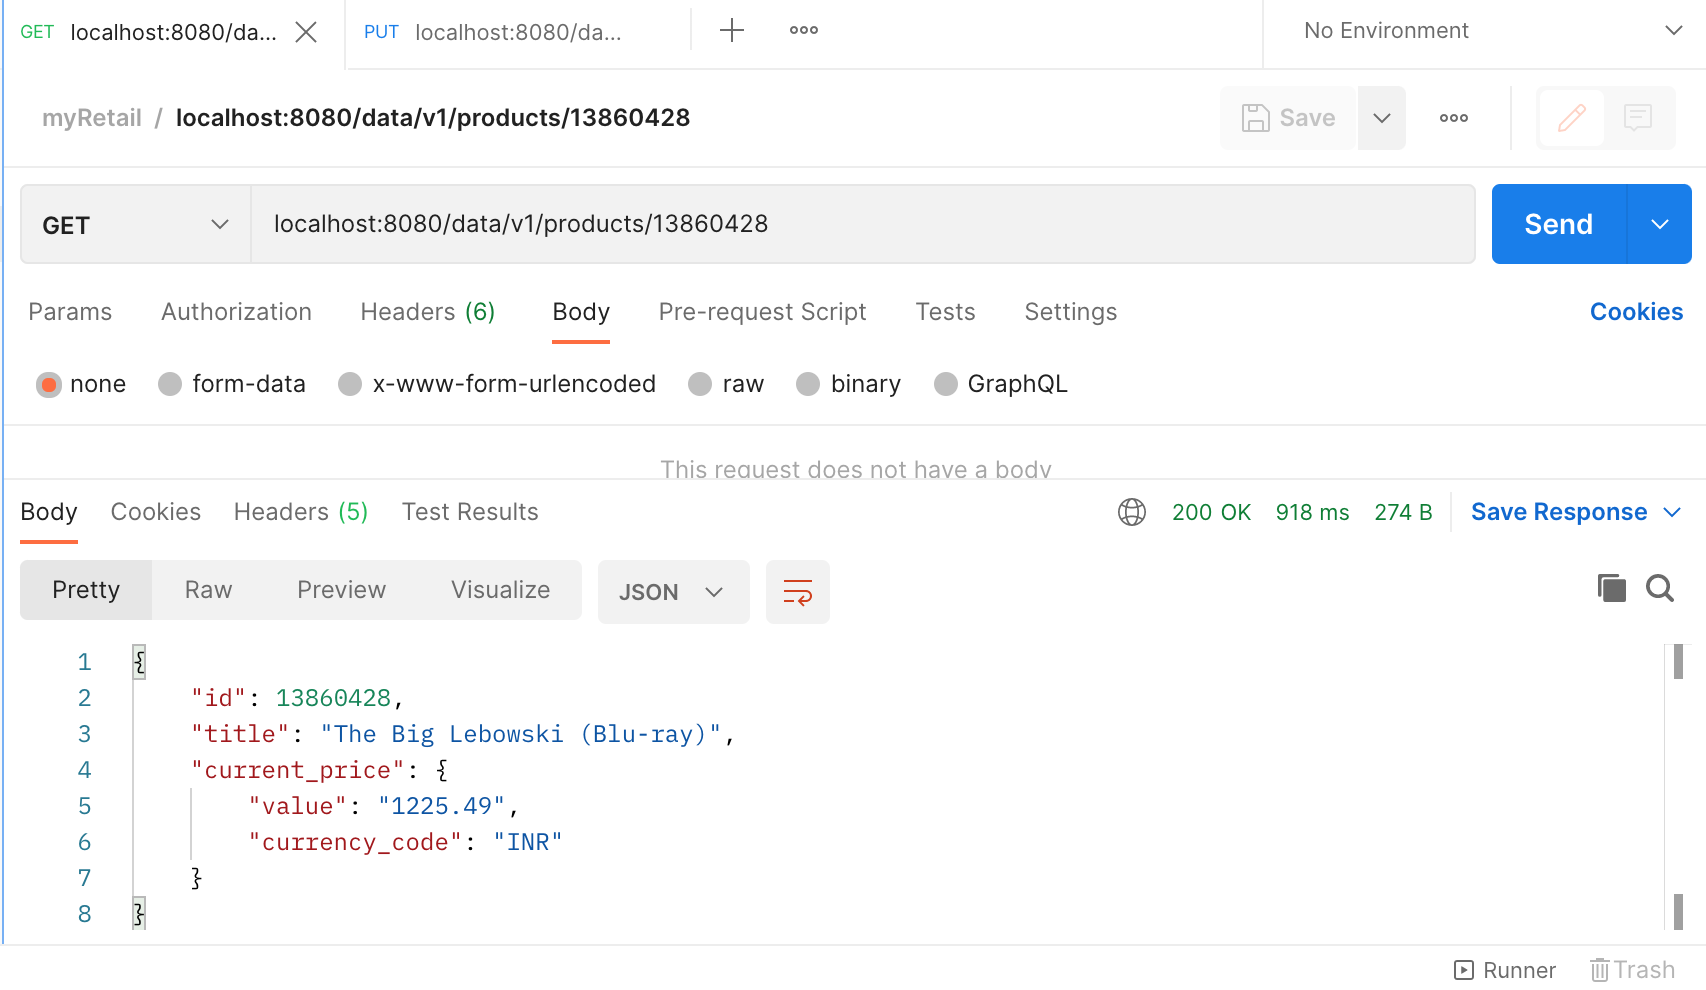 GET localhost:8080/da... PUT localhost:8080/da... No Environment
myRetail / localhost:8080/data/v1/products/13860428 Save
GET localhost:8080/data/v1/products/13860428 Send
Params Authorization Headers (6) Body Pre-request Script Tests Settings Cookies
none form-data x-www-form-urlencoded raw binary GraphQL
This request does not have a body
Body Cookies Headers (5) Test Results 200 OK 918 ms 274 B Save Response
Pretty Raw Preview Visualize JSON
1 {
2 "id": 13860428,
3 "title": "The Big Lebowski (Blu-ray)",
4 "current_price": {
5 "value": "1225.49",
6 "currency_code": "INR"
7 }
8 }
Runner Trash